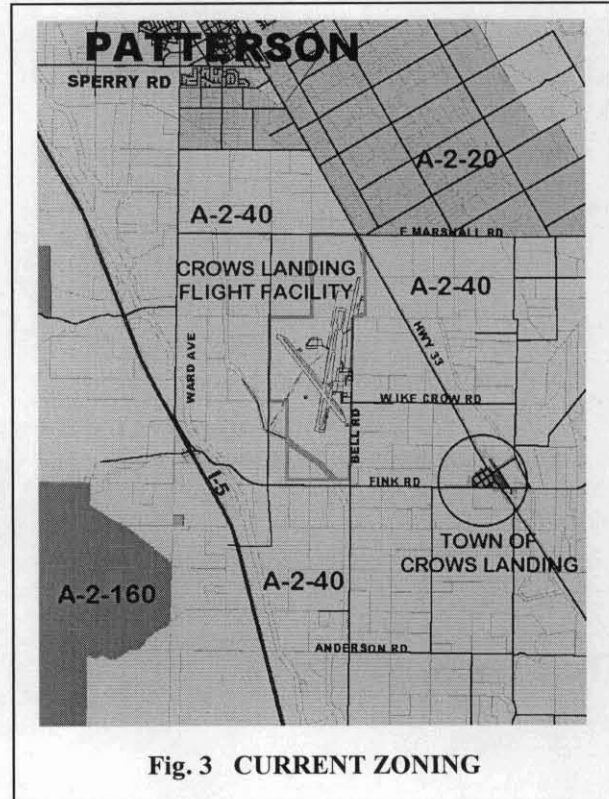 PATTERSON
SPERRY RD
A-2-20
A-2-40
E MARSHALL RD
CROWS LANDING
FLIGHT FACILITY
A-2-40
HWY 33
WARD AVE
W IKE CROW RD
BELL RD
I-5
FINK RD
TOWN OF
CROWS LANDING
A-2-160
A-2-40
ANDERSON RD
Fig. 3 CURRENT ZONING